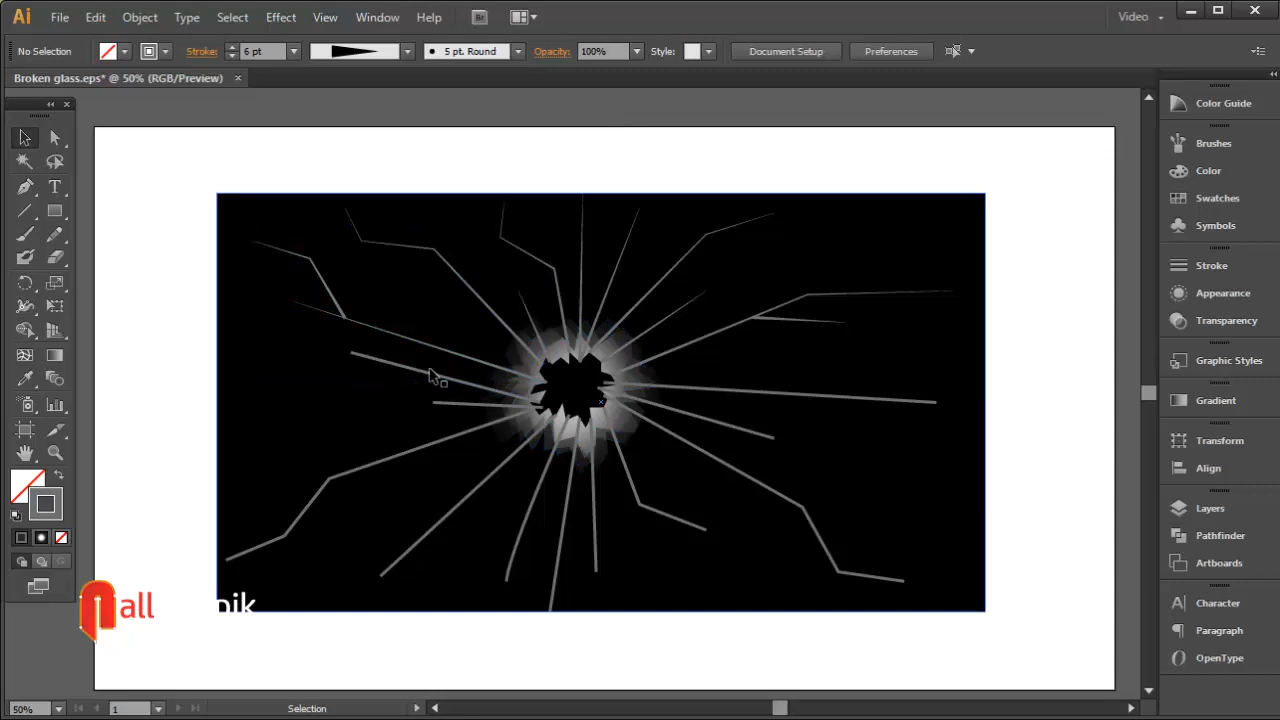 Ai File Edit Object Type Select Effect View Window Help Br Video
No Selection Stroke: 6 pt 5 pt. Round Opacity: 100% Style: Document Setup Preferences
Broken glass.eps* @ 50% (RGB/Preview)
Color Guide
Brushes
Color
Swatches
Symbols
Stroke
Appearance
Transparency
Graphic Styles
Gradient
Transform
Align
Layers
Pathfinder
Artboards
Character
Paragraph
OpenType
all pik
50% 1 Selection